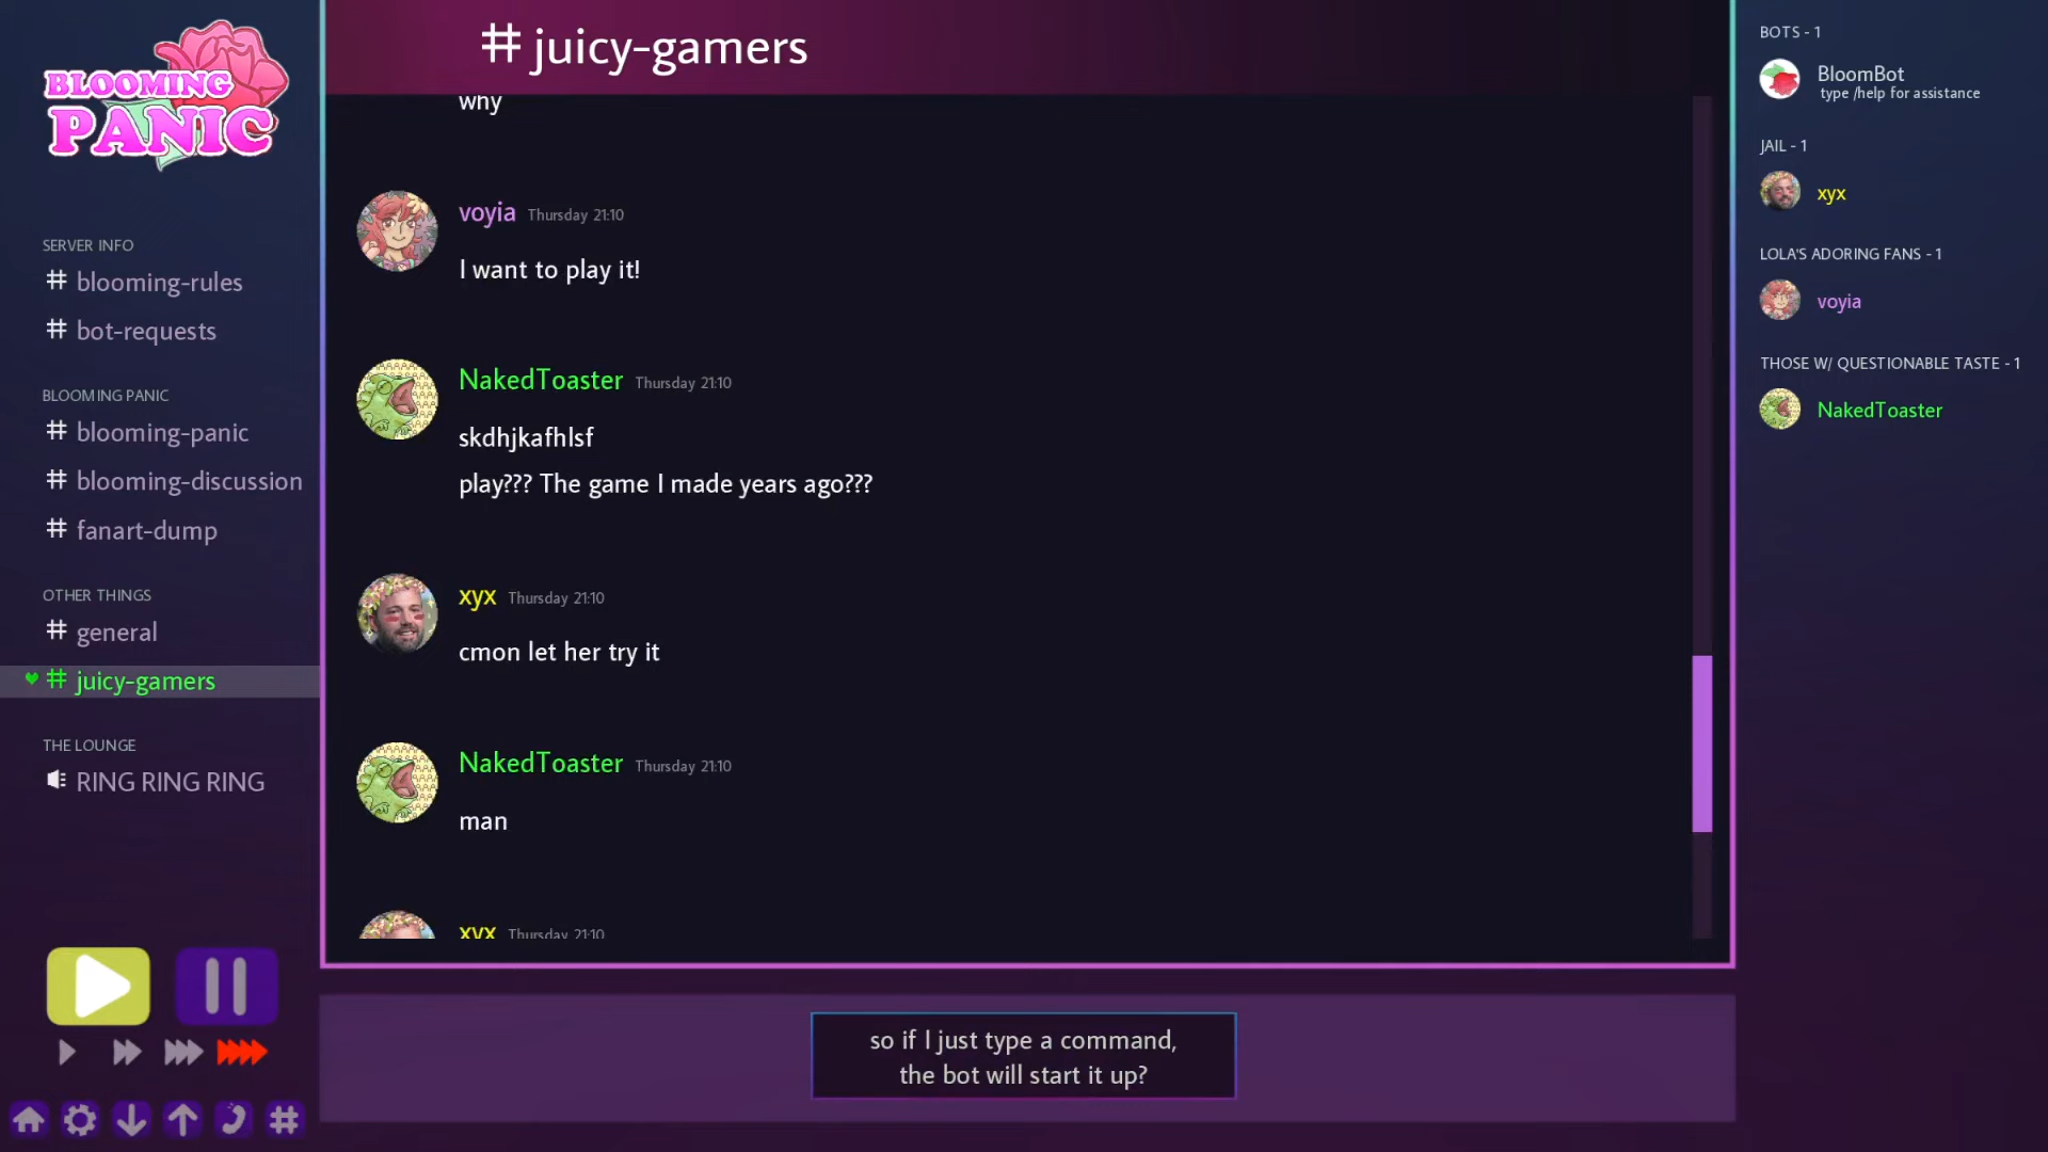 BLOOMING
PANIC
SERVER INFO
# blooming-rules
# bot-requests
BLOOMING PANIC
# blooming-panic
# blooming-discussion
# fanart-dump
OTHER THINGS
# general
# juicy-gamers
THE LOUNGE
RING RING RING
# juicy-gamers
why
voyia Thursday 21:10
I want to play it!
NakedToaster Thursday 21:10
skdhjkafhlsf
play??? The game I made years ago???
xyx Thursday 21:10
cmon let her try it
NakedToaster Thursday 21:10
man
xyx Thursday 21:10
so if I just type a command,
the bot will start it up?
BOTS - 1
BloomBot
type /help for assistance
JAIL - 1
xyx
LOLA'S ADORING FANS - 1
voyia
THOSE W/ QUESTIONABLE TASTE - 1
NakedToaster